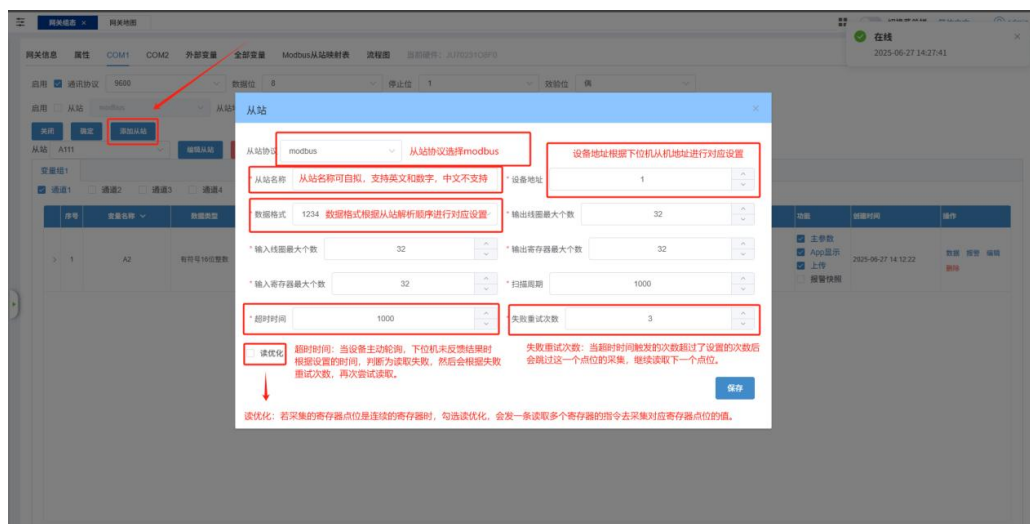 网关组态 ×
网关地图
在线
2025-06-27 14:27:41
网关信息 属性 COM1 COM2 外部变量 全部变量 Modbus从站映射表 流程图
启用 通讯协议 9600 数据位 8 停止位 1 效验位 偶
启用 从站 modbus
关闭 确定 添加从站
从站 A111 编辑从站
变量组1
通道1 通道2 通道3 通道4
序号 变量名称 数据类型 功能 创建时间 操作
1 A2 有符号16位整数 2025-06-27 14:12:22 数据 报警 编辑
删除
主参数
App显示
上传
报警快照
从站 ×
从站协议 modbus 从站协议选择modbus
设备地址根据下位机从机地址进行对应设置
* 从站名称 从站名称可自拟，支持英文和数字，中文不支持
* 设备地址 1
* 数据格式 1234 数据格式根据从站解析顺序进行对应设置
* 输出线圈最大个数 32
* 输入线圈最大个数 32
* 输出寄存器最大个数 32
* 输入寄存器最大个数 32
* 扫描周期 1000
* 超时时间 1000
* 失败重试次数 3
读优化
超时时间：当设备主动轮询，下位机未反馈结果时
根据设置的时间，判断为读取失败，然后会根据失败
重试次数，再次尝试读取。
失败重试次数：当超时时间触发的次数超过了设置的次数后
会跳过这一个点位的采集，继续读取下一个点位。
保存
读优化：若采集的寄存器点位是连续的寄存器时，勾选读优化，会发一条读取多个寄存器的指令去采集对应寄存器点位的值。